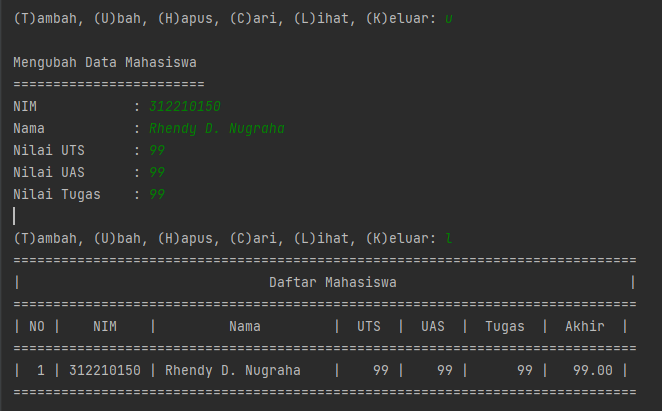 (T)ambah, (U)bah, (H)apus, (C)ari, (L)ihat, (K)eluar: u
Mengubah Data Mahasiswa
========================
NIM            : 312210150
Nama           : Rhendy D. Nugraha
Nilai UTS      : 99
Nilai UAS      : 99
Nilai Tugas    : 99
(T)ambah, (U)bah, (H)apus, (C)ari, (L)ihat, (K)eluar: l
==============================================================================
|                               Daftar Mahasiswa                             |
==============================================================================
| NO |    NIM    |         Nama         |  UTS  |  UAS  |  Tugas  |  Akhir  |
==============================================================================
|  1 | 312210150 | Rhendy D. Nugraha    |    99 |    99 |      99 |   99.00 |
==============================================================================